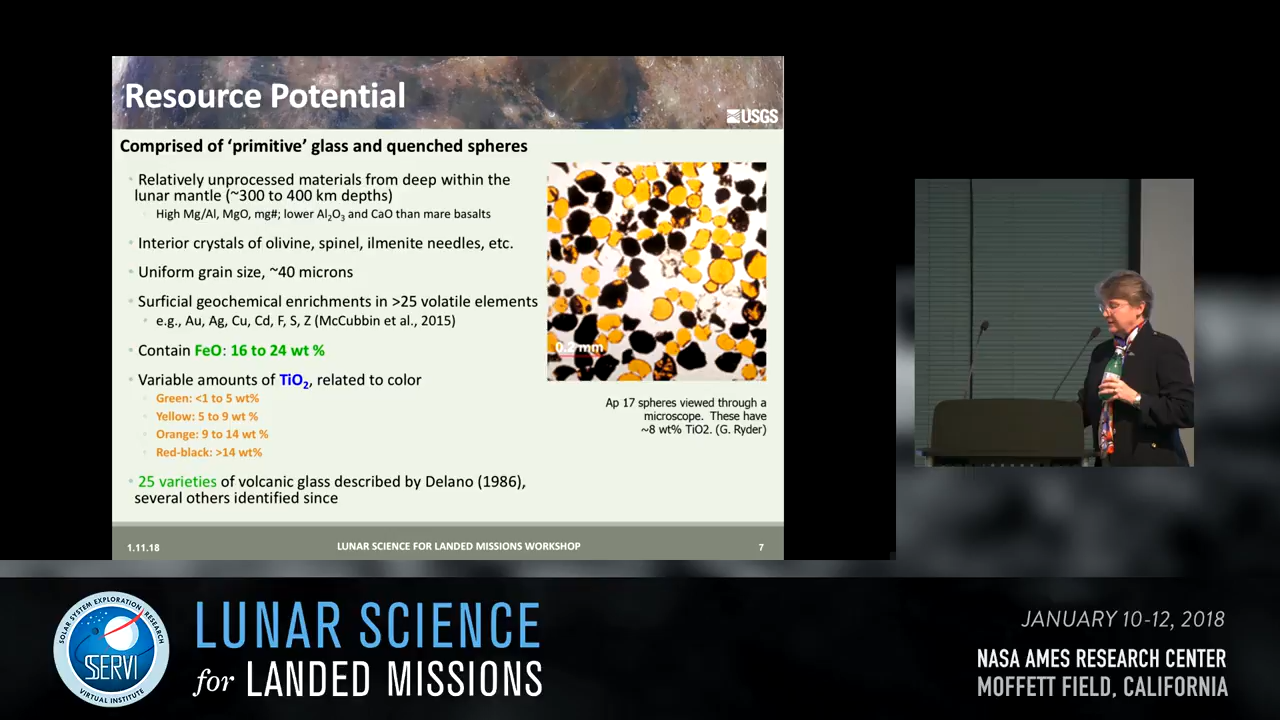 Resource Potential
USGS
Comprised of ‘primitive’ glass and quenched spheres
Relatively unprocessed materials from deep within the
lunar mantle (~300 to 400 km depths)
High Mg/Al, MgO, mg#; lower Al₂O₃ and CaO than mare basalts
Interior crystals of olivine, spinel, ilmenite needles, etc.
Uniform grain size, ~40 microns
Surficial geochemical enrichments in >25 volatile elements
e.g., Au, Ag, Cu, Cd, F, S, Z (McCubbin et al., 2015)
Contain FeO: 16 to 24 wt %
Variable amounts of TiO₂, related to color
Green: <1 to 5 wt%
Yellow: 5 to 9 wt %
Orange: 9 to 14 wt %
Red-black: >14 wt%
25 varieties of volcanic glass described by Delano (1986),
several others identified since
0.2 mm
Ap 17 spheres viewed through a
microscope. These have
~8 wt% TiO2. (G. Ryder)
1.11.18
LUNAR SCIENCE FOR LANDED MISSIONS WORKSHOP
7
SOLAR SYSTEM EXPLORATION RESEARCH
SSERVI
VIRTUAL INSTITUTE
LUNAR SCIENCE
for LANDED MISSIONS
JANUARY 10-12, 2018
NASA AMES RESEARCH CENTER
MOFFETT FIELD, CALIFORNIA